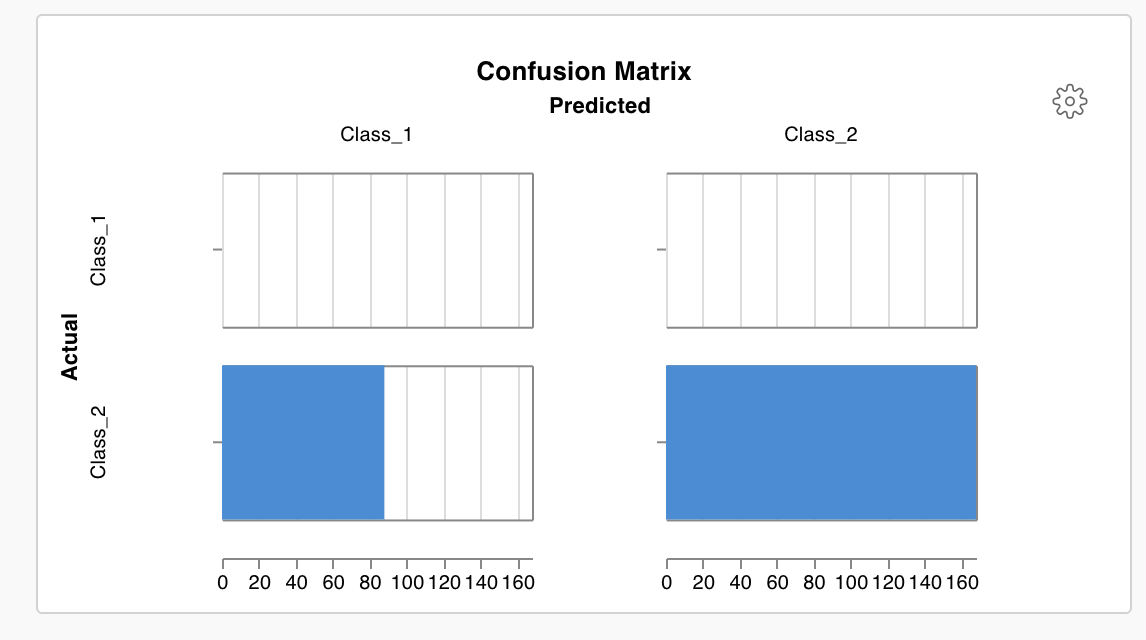 Confusion Matrix
Predicted
Class_1 Class_2
Class_1
Actual
Class_2
0 20 40 60 80 100 120 140 160 0 20 40 60 80 100 120 140 160